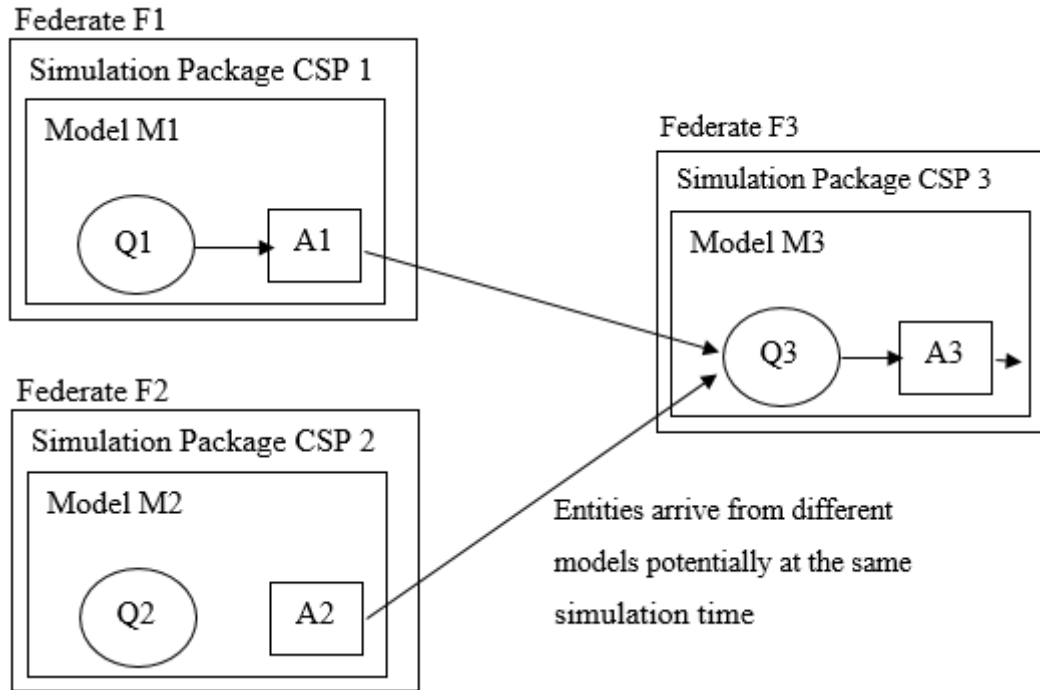 Federate F1
Simulation Package CSP 1
Model M1
Q1
A1
Federate F3
Simulation Package CSP 3
Model M3
Q3
A3
Federate F2
Simulation Package CSP 2
Model M2
Q2
A2
Entities arrive from different
models potentially at the same
simulation time